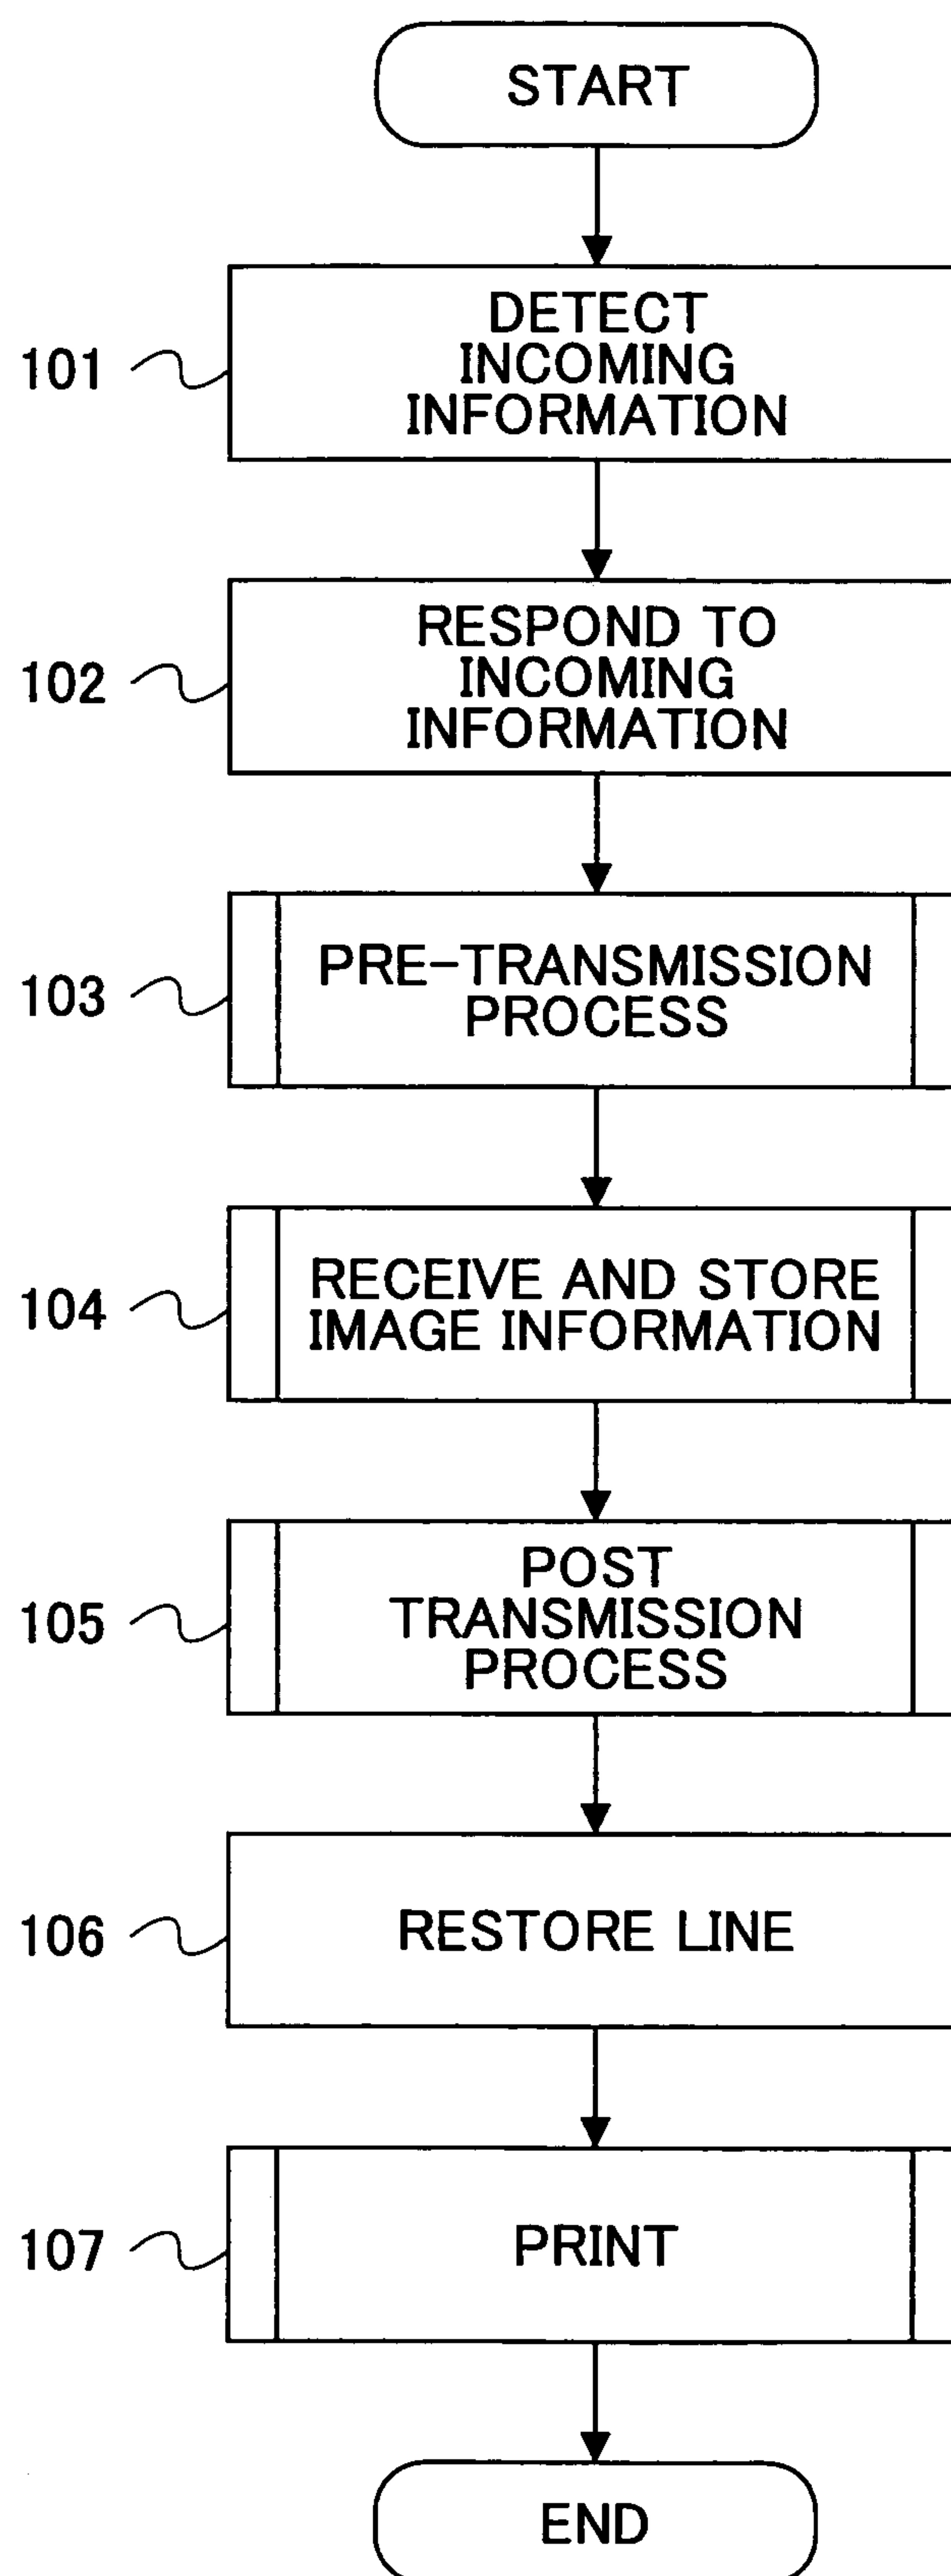 START
101
DETECT
INCOMING
INFORMATION
102
RESPOND TO
INCOMING
INFORMATION
103
PRE-TRANSMISSION
PROCESS
104
RECEIVE AND STORE
IMAGE INFORMATION
105
POST
TRANSMISSION
PROCESS
106
RESTORE LINE
107
PRINT
END